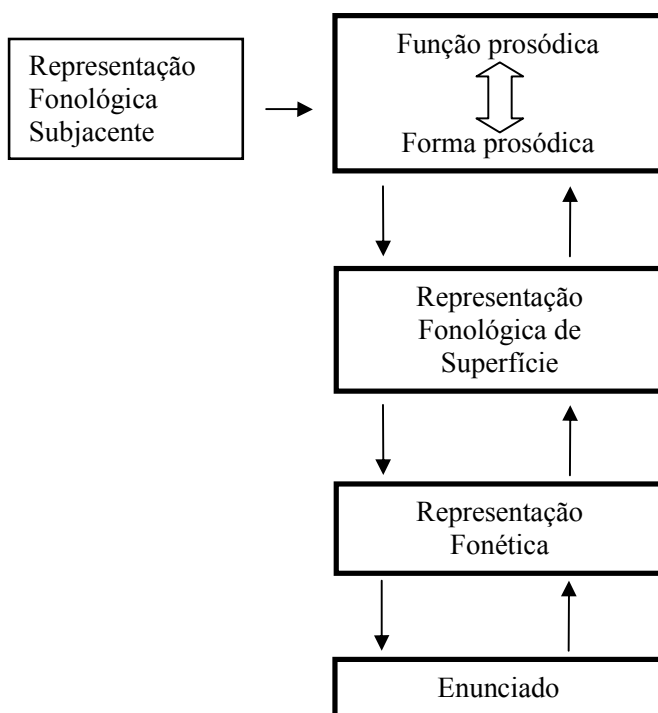 Representação
Fonológica
Subjacente
Função prosódica
Forma prosódica
Representação
Fonológica de
Superfície
Representação
Fonética
Enunciado